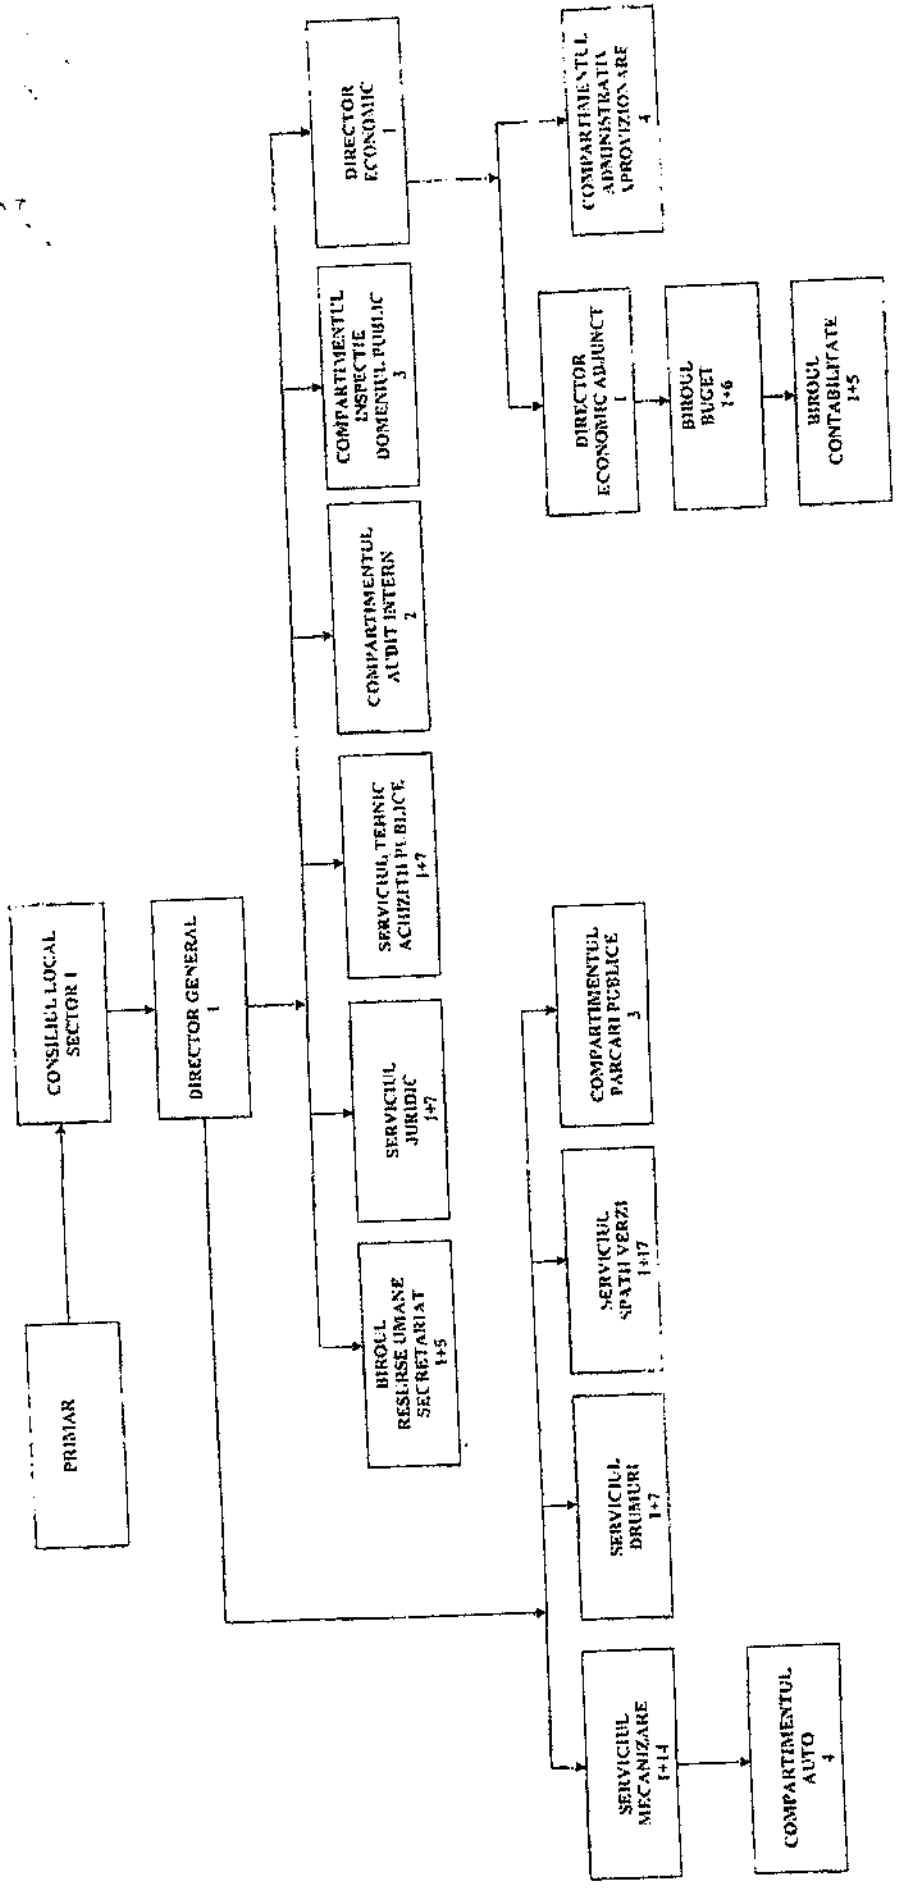 PRIMAR
CONSILIUL LOCAL
SECTOR 1
DIRECTOR GENERAL
1
BIROUL
RESURSE UMANE
SECRETARIAT
1+5
SERVICIUL
JURIDIC
1+7
SERVICIUL TEHNIC
ACHIZITII PUBLICE
1+7
COMPARTIMENTUL
AUDIT INTERN
2
COMPARTIMENTUL
INSPECTIE
DOMENIUL PUBLIC
3
DIRECTOR
ECONOMIC
1
SERVICIUL
MECANIZARE
1+14
SERVICIUL
DRUMURI
1+7
SERVICIUL
SPATII VERZI
1+17
COMPARTIMENTUL
PARCARI PUBLICE
3
DIRECTOR
ECONOMIC ADJUNCT
1
COMPARTIMENTUL
ADMINISTRATIV
APROVIZIONARE
4
BIROUL
BUGET
1+6
BIROUL
CONTABILITATE
1+5
COMPARTIMENTUL
AUTO
4